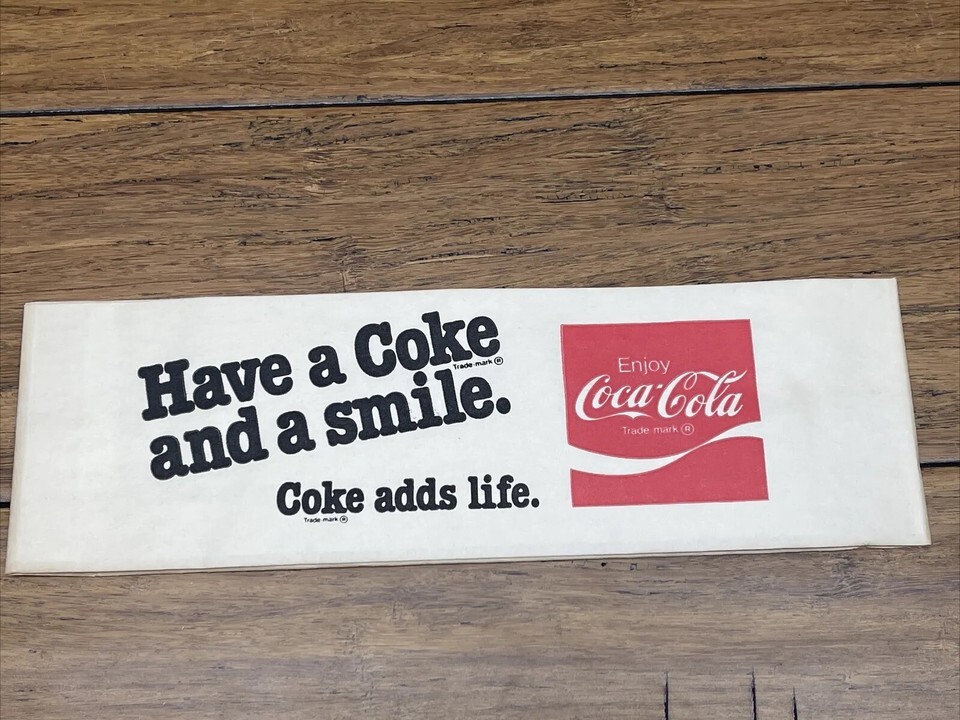 Have a Coke
Trade-mark ®
and a smile.
Coke adds life.
Trade-mark ®
Enjoy
Coca-Cola
Trade-mark ®